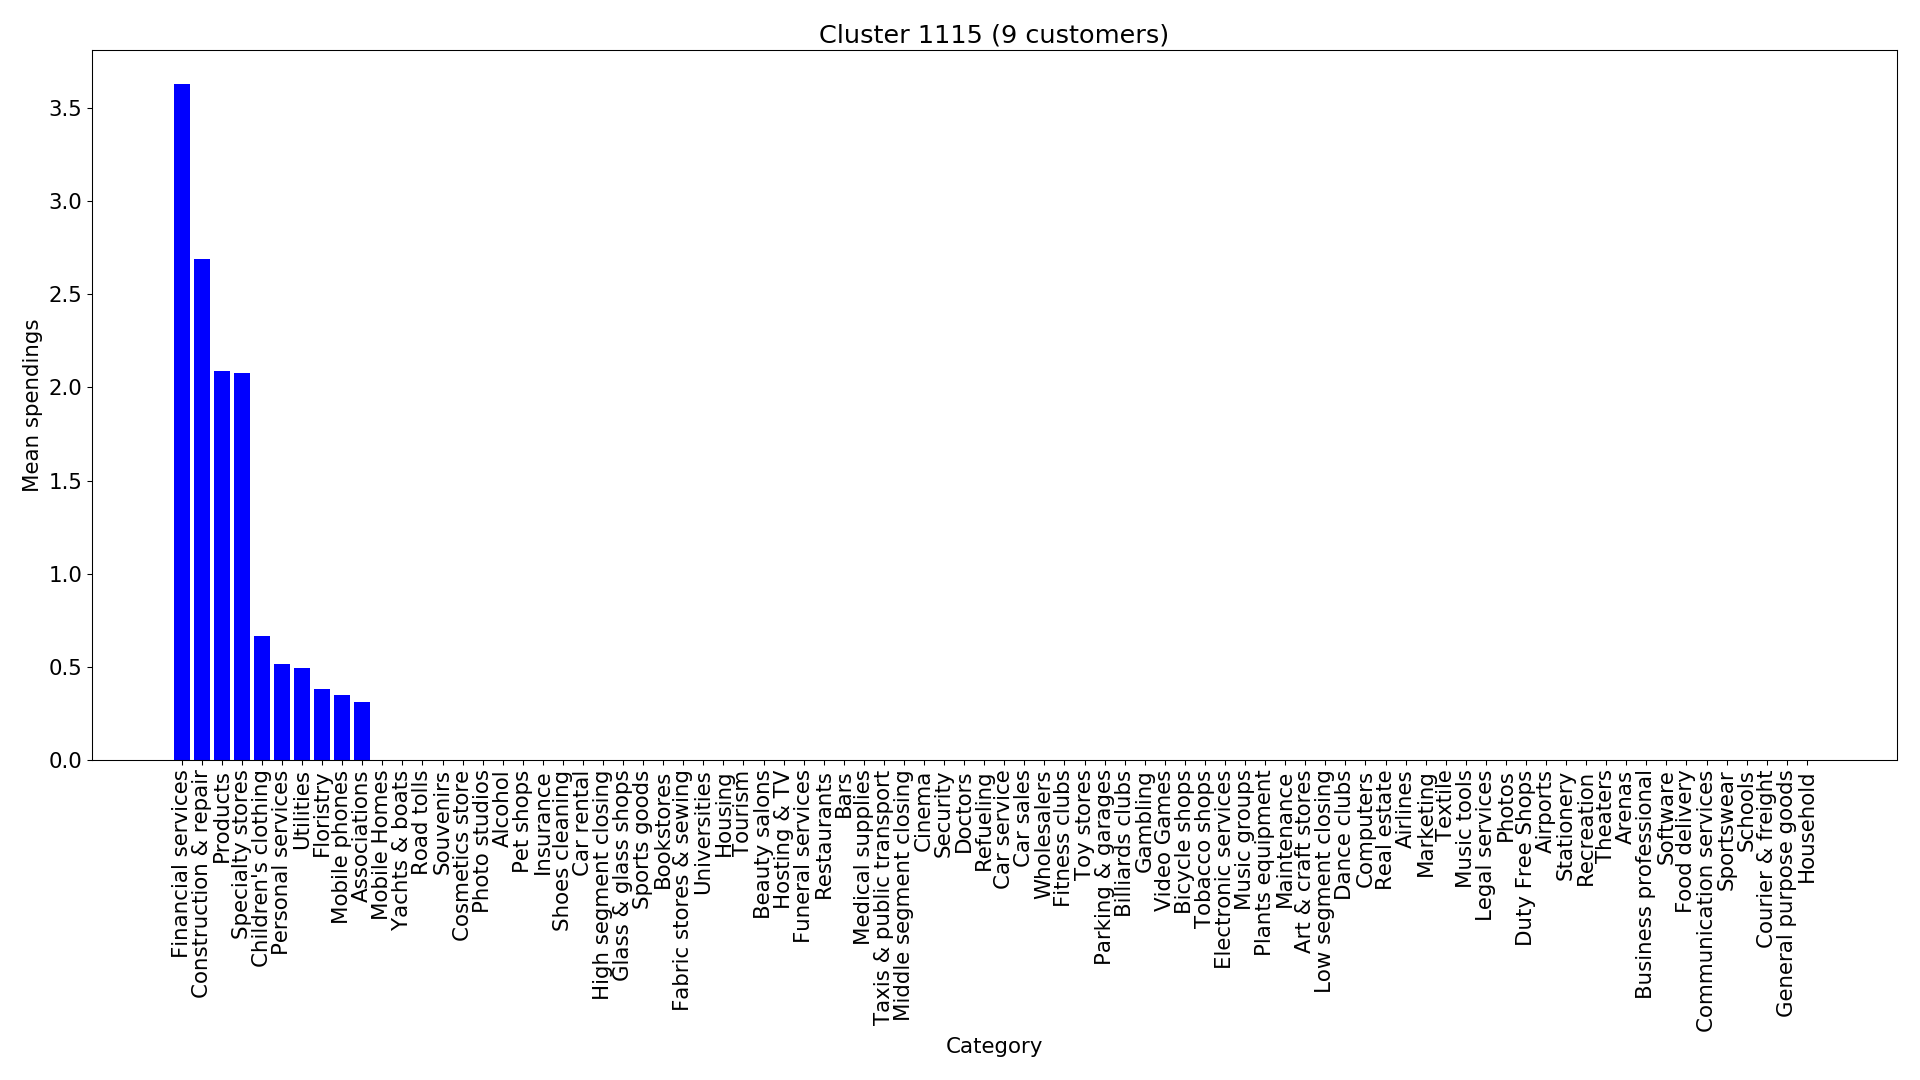 Cluster 1115 (9 customers)
Mean spendings
3.5
3.0
2.5
2.0
1.5
1.0
0.5
0.0
Financial services
Construction & repair
Products
Specialty stores
Children's clothing
Personal services
Utilities
Floristry
Mobile phones
Associations
Mobile Homes
Yachts & boats
Road tolls
Souvenirs
Cosmetics store
Photo studios
Alcohol
Pet shops
Insurance
Shoes cleaning
Car rental
High segment closing
Glass & glass shops
Sports goods
Bookstores
Fabric stores & sewing
Universities
Housing
Tourism
Beauty salons
Hosting & TV
Funeral services
Restaurants
Bars
Medical supplies
Taxis & public transport
Middle segment closing
Cinema
Security
Doctors
Refueling
Car service
Car sales
Wholesalers
Fitness clubs
Toy stores
Parking & garages
Billiards clubs
Gambling
Video Games
Bicycle shops
Tobacco shops
Electronic services
Music groups
Plants equipment
Maintenance
Art & craft stores
Low segment closing
Dance clubs
Computers
Real estate
Airlines
Marketing
Textile
Music tools
Legal services
Photos
Duty Free Shops
Airports
Stationery
Recreation
Theaters
Arenas
Business professional
Software
Food delivery
Communication services
Sportswear
Schools
Courier & freight
General purpose goods
Household
Category